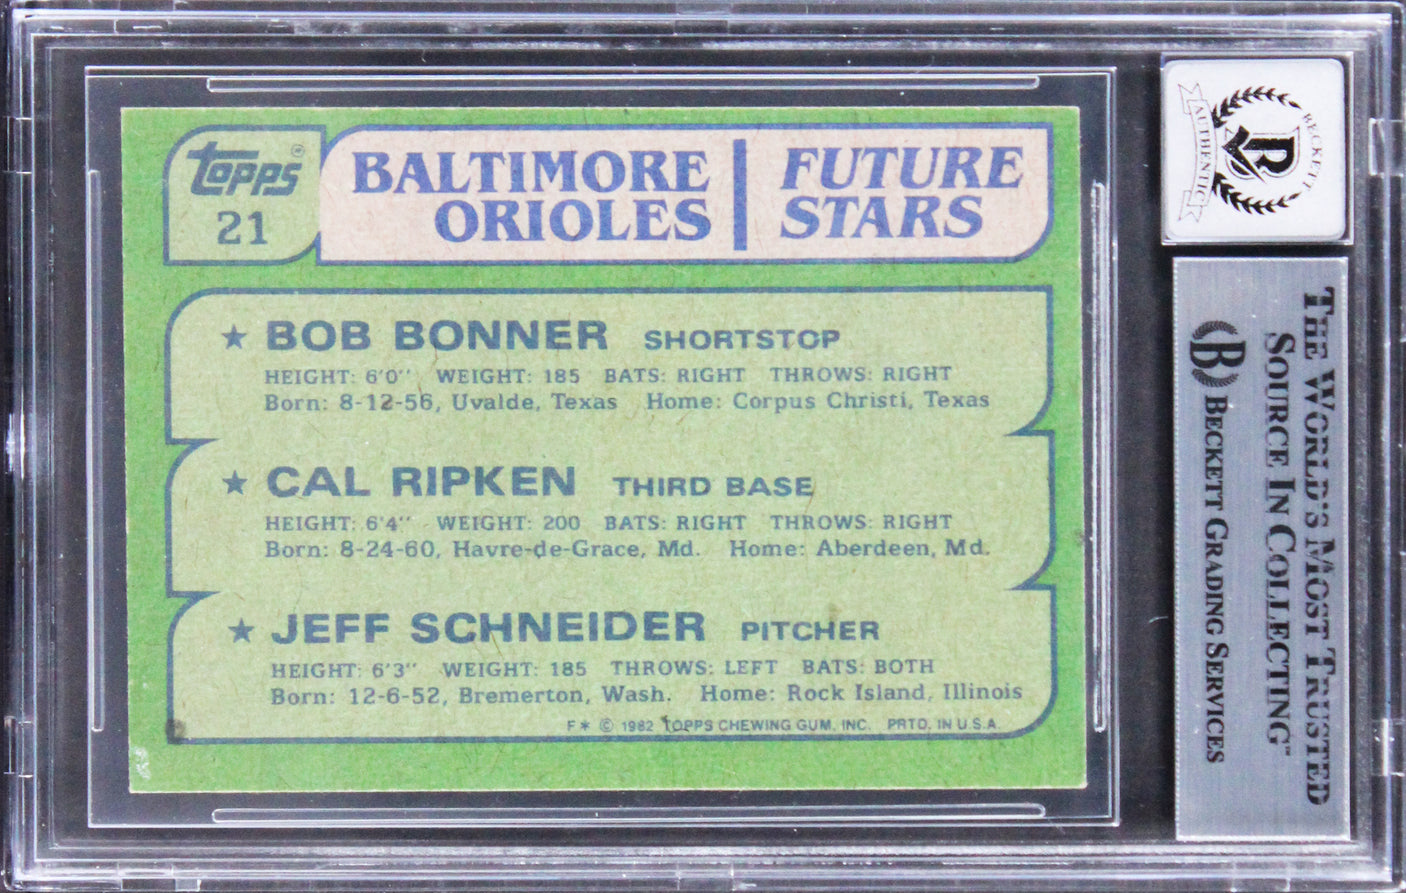 Topps®
21
BALTIMORE
ORIOLES
FUTURE
STARS
★ BOB BONNER SHORTSTOP
HEIGHT: 6'0" WEIGHT: 185 BATS: RIGHT THROWS: RIGHT
Born: 8-12-56, Uvalde, Texas Home: Corpus Christi, Texas
★ CAL RIPKEN THIRD BASE
HEIGHT: 6'4" WEIGHT: 200 BATS: RIGHT THROWS: RIGHT
Born: 8-24-60, Havre-de-Grace, Md. Home: Aberdeen, Md.
★ JEFF SCHNEIDER PITCHER
HEIGHT: 6'3" WEIGHT: 185 THROWS: LEFT BATS: BOTH
Born: 12-6-52, Bremerton, Wash. Home: Rock Island, Illinois
F* © 1982 TOPPS CHEWING GUM, INC. PRTD. IN U.S.A.
BECKETT
AUTHENTIC
THE WORLD'S MOST TRUSTED
SOURCE IN COLLECTING™
B BECKETT GRADING SERVICES